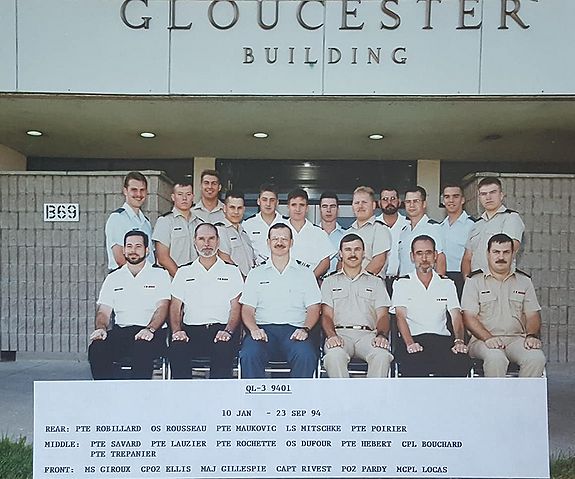 GLOUCESTER
BUILDING
B69
QL-3 9401
10 JAN - 23 SEP 94
REAR: PTE ROBILLARD OS ROUSSEAU PTE MAUKOVIC LS MITSCHKE PTE POIRIER
MIDDLE: PTE SAVARD PTE LAUZIER PTE ROCHETTE OS DUFOUR PTE HEBERT CPL BOUCHARD
PTE TREPANIER
FRONT: MS GIROUX CPO2 ELLIS MAJ GILLESPIE CAPT RIVEST PO2 PARDY MCPL LOCAS